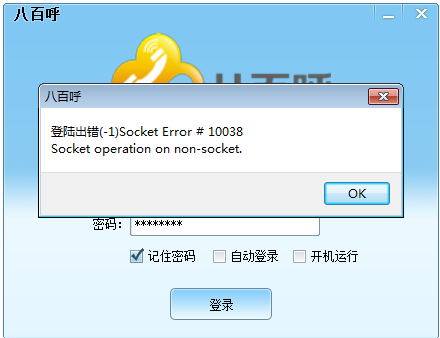 八百呼
八百呼
登陆出错(-1)Socket Error # 10038
Socket operation on non-socket.
OK
密码：
********
记住密码
自动登录
开机运行
登录